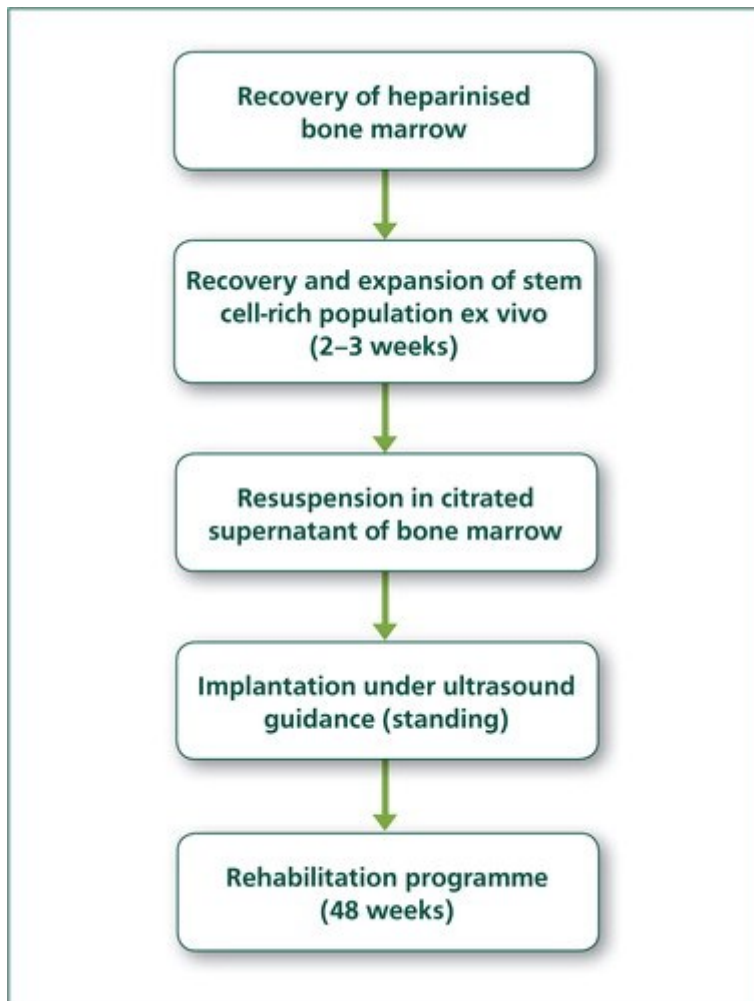 Recovery of heparinised
bone marrow
Recovery and expansion of stem
cell-rich population ex vivo
(2–3 weeks)
Resuspension in citrated
supernatant of bone marrow
Implantation under ultrasound
guidance (standing)
Rehabilitation programme
(48 weeks)